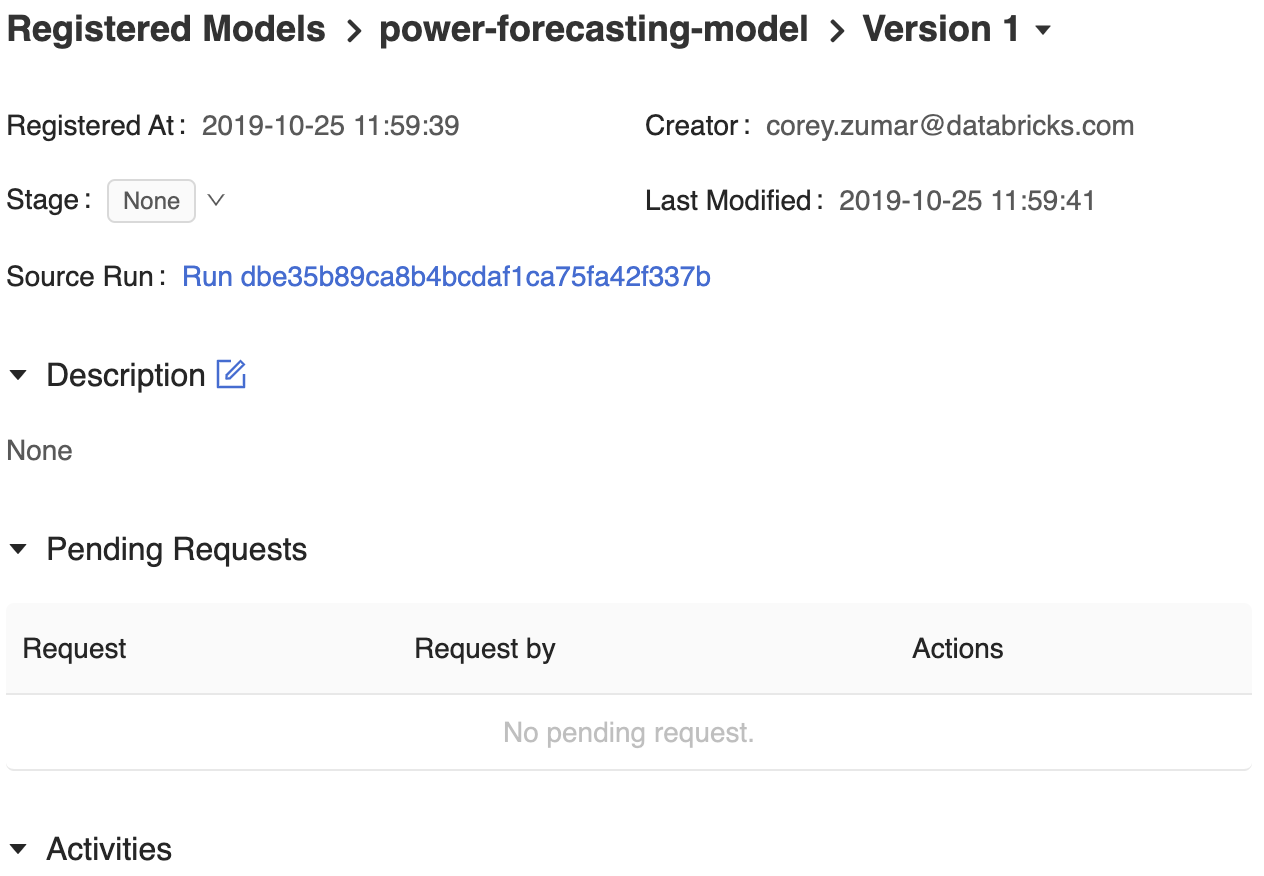 Registered Models > power-forecasting-model > Version 1
Registered At: 2019-10-25 11:59:39 Creator: corey.zumar@databricks.com
Stage: None Last Modified: 2019-10-25 11:59:41
Source Run: Run dbe35b89ca8b4bcdaf1ca75fa42f337b
Description
None
Pending Requests
Request Request by Actions
No pending request.
Activities